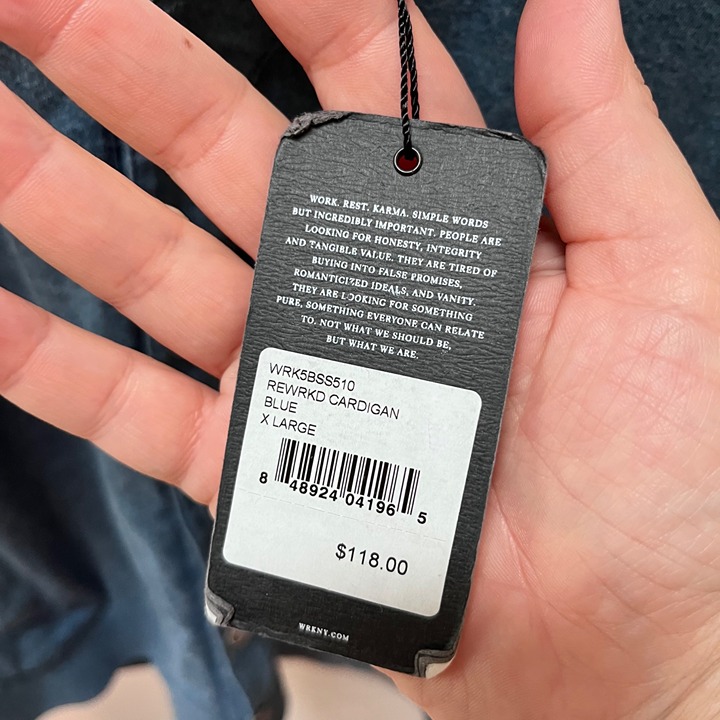 WORK. REST. KARMA. SIMPLE WORDS
BUT INCREDIBLY IMPORTANT. PEOPLE ARE
LOOKING FOR HONESTY, INTEGRITY
AND TANGIBLE VALUE. THEY ARE TIRED OF
BUYING INTO FALSE PROMISES,
ROMANTICIZED IDEALS, AND VANITY.
THEY ARE LOOKING FOR SOMETHING
PURE. SOMETHING EVERYONE CAN RELATE
TO. NOT WHAT WE SHOULD BE,
BUT WHAT WE ARE.
WRK5BSS510
REWRKD CARDIGAN
BLUE
X LARGE
8 48924 04196 5
$118.00
WRKNY.COM